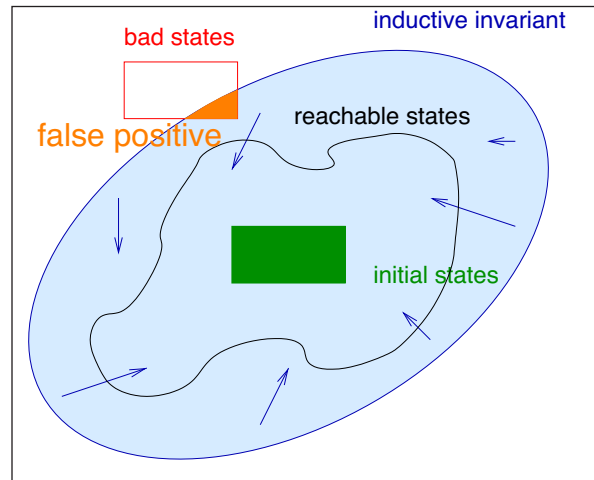 inductive invariant
bad states
reachable states
false positive
initial states